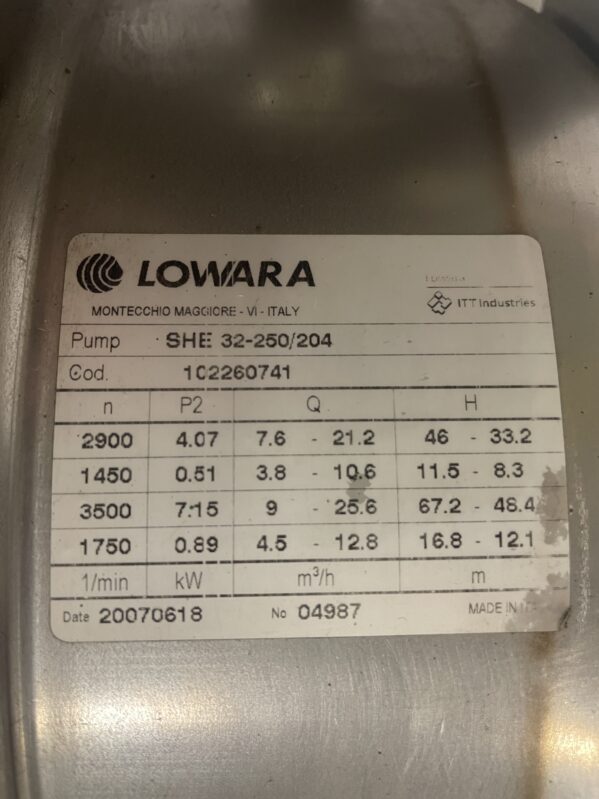 LOWARA
MONTECCHIO MAGGIORE - VI - ITALY
ITT Industries
Pump SHE 32-250/204
Cod. 102260741
n P2 Q H
2900 4.07 7.6 - 21.2 46 - 33.2
1450 0.51 3.8 - 10.6 11.5 - 8.3
3500 7.15 9 - 25.6 67.2 - 48.4
1750 0.89 4.5 - 12.8 16.8 - 12.1
1/min kW m³/h m
Date 20070618 No 04987 MADE IN